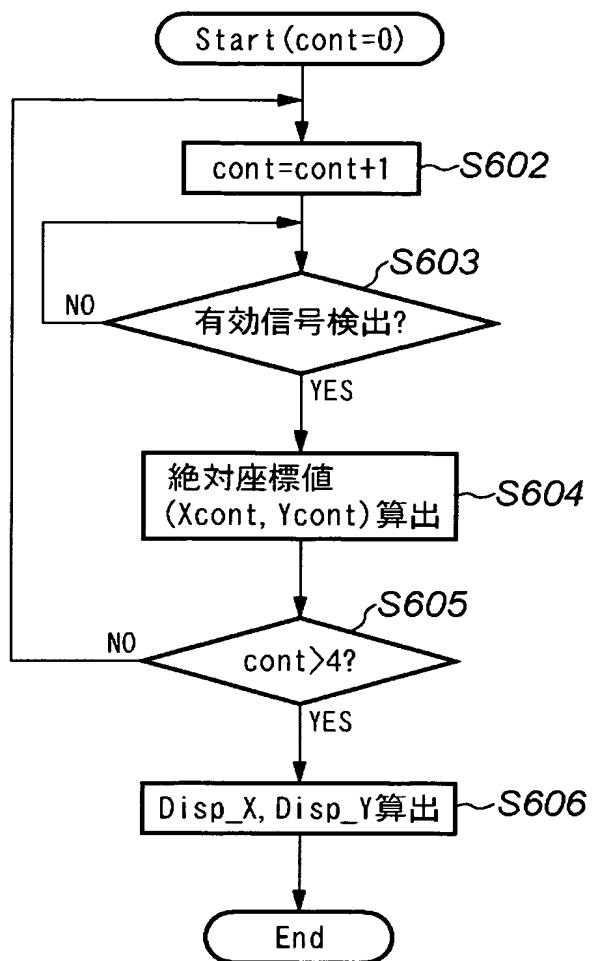 Start(cont=0)
cont=cont+1
S602
S603
有効信号検出?
NO
YES
絶対座標値
(Xcont,Ycont)算出
S604
S605
NO
cont>4?
YES
Disp_X,Disp_Y算出
S606
End